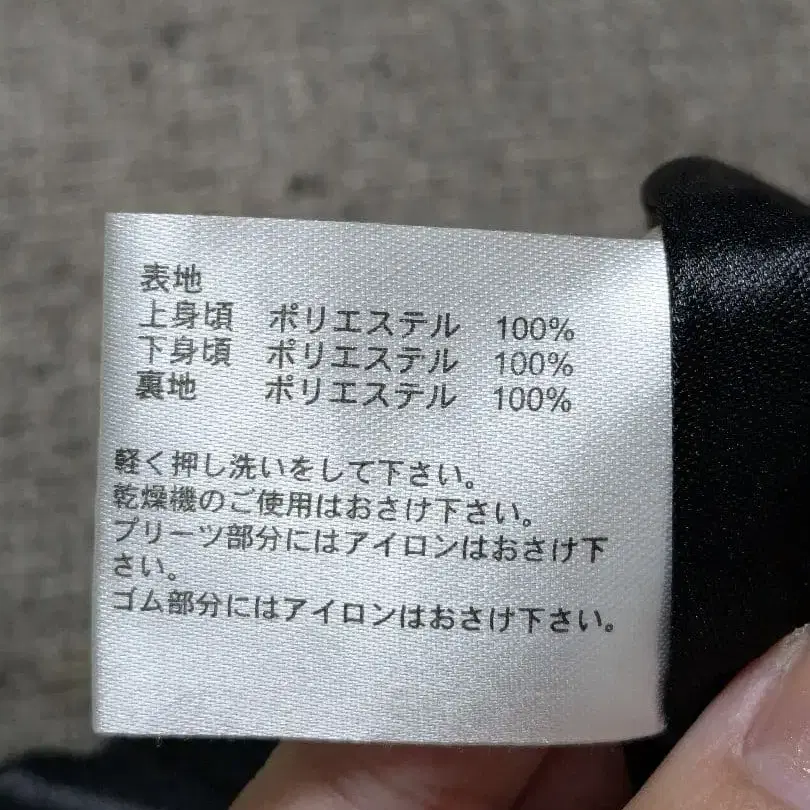 表地
上身頃 ポリエステル 100%
下身頃 ポリエステル 100%
裏地 ポリエステル 100%
軽く押し洗いをして下さい。
乾燥機のご使用はおさけ下さい。
プリーツ部分にはアイロンはおさけ下
さい。
ゴム部分にはアイロンはおさけ下さい。